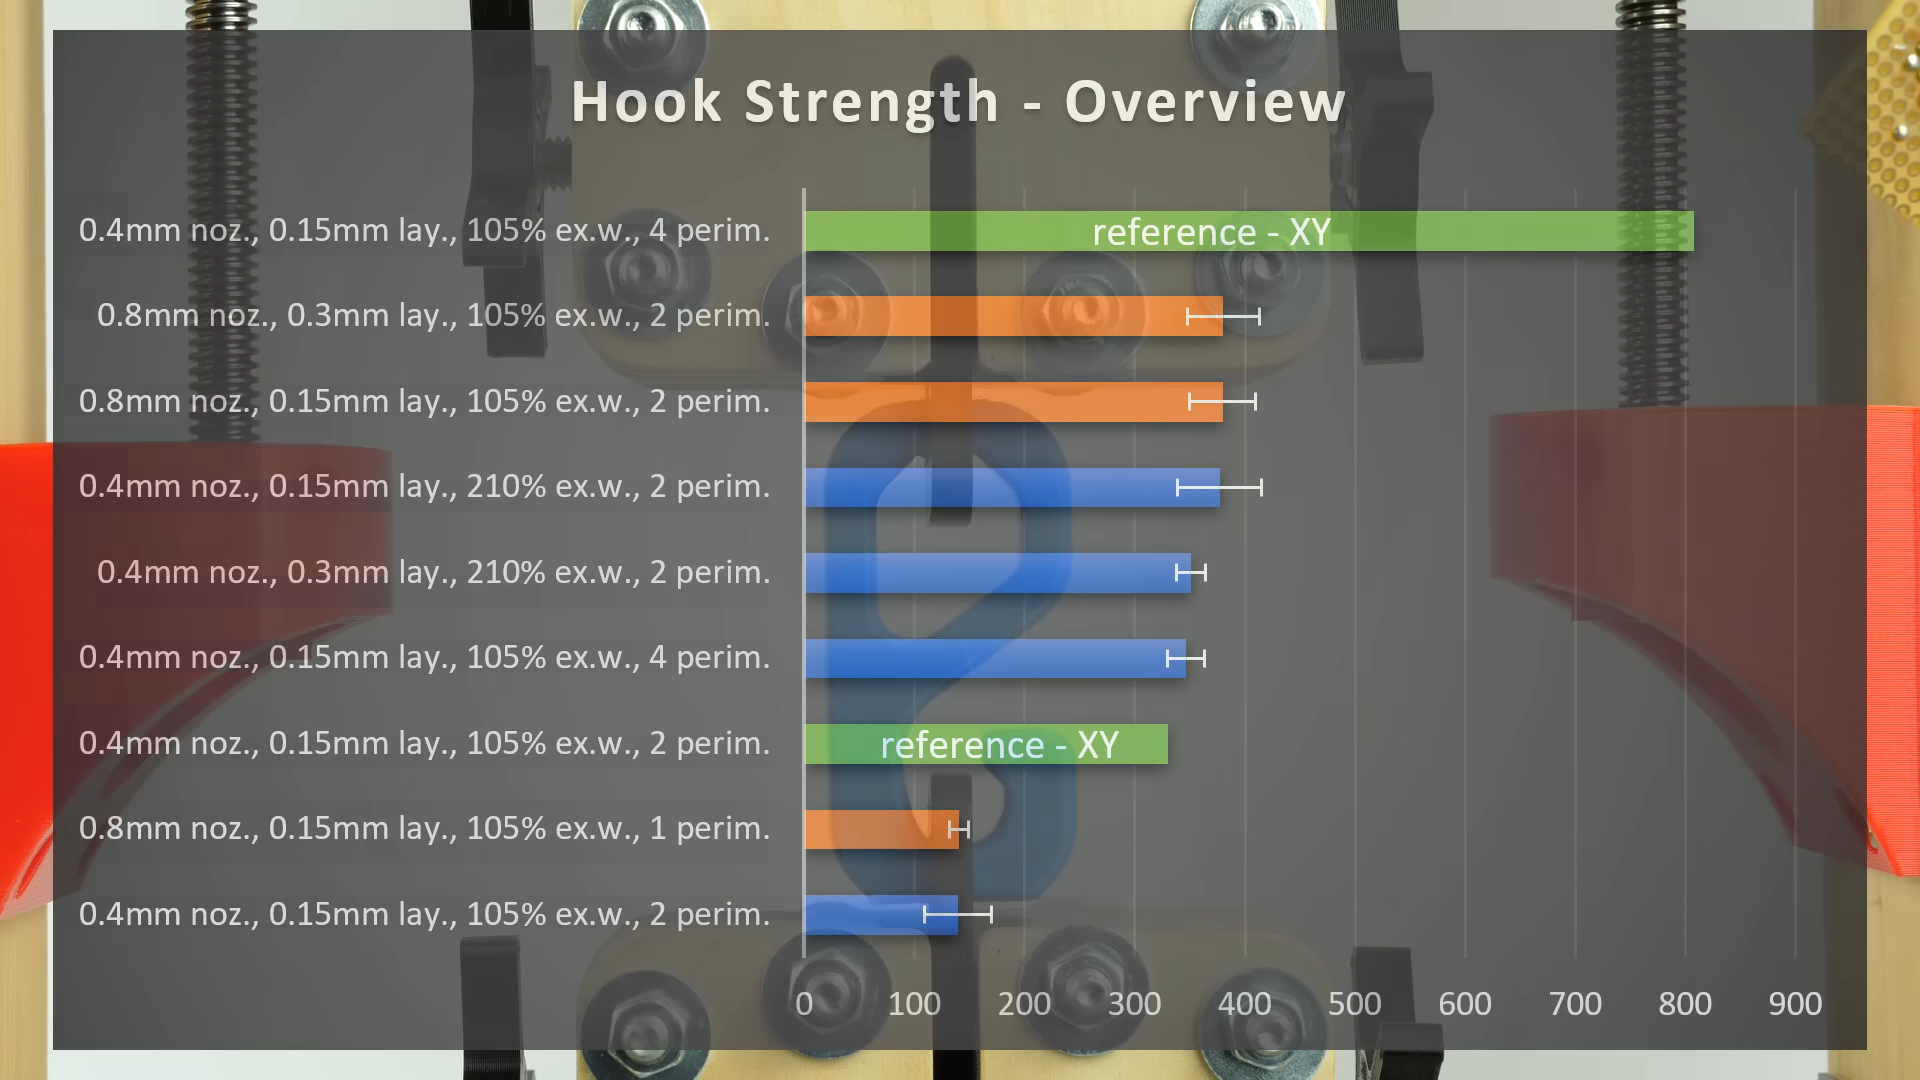 Hook Strength - Overview
0.4mm noz., 0.15mm lay., 105% ex.w., 4 perim.
reference - XY
0.8mm noz., 0.3mm lay., 105% ex.w., 2 perim.
0.8mm noz., 0.15mm lay., 105% ex.w., 2 perim.
0.4mm noz., 0.15mm lay., 210% ex.w., 2 perim.
0.4mm noz., 0.3mm lay., 210% ex.w., 2 perim.
0.4mm noz., 0.15mm lay., 105% ex.w., 4 perim.
0.4mm noz., 0.15mm lay., 105% ex.w., 2 perim.
reference - XY
0.8mm noz., 0.15mm lay., 105% ex.w., 1 perim.
0.4mm noz., 0.15mm lay., 105% ex.w., 2 perim.
0 100 200 300 400 500 600 700 800 900